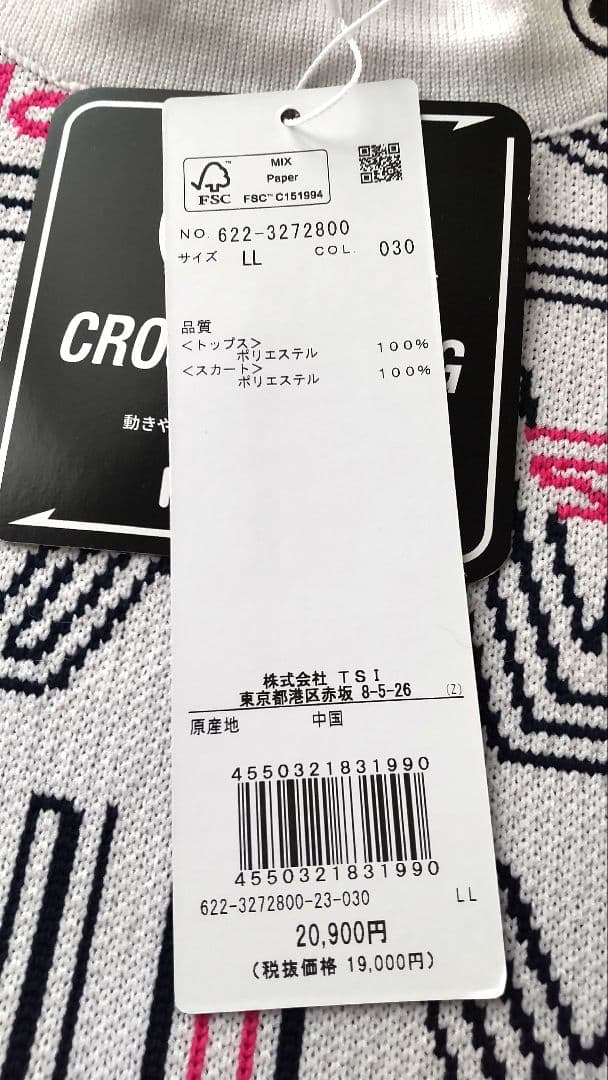 MIX
Paper
FSC™ C151994
FSC™
NO. 622-3272800
サイズ LL COL. 030
品質
<トップス>
ポリエステル 100%
<スカート>
ポリエステル 100%
CRO
G
動きや
株式会社 TSI
東京都港区赤坂 8-5-26 (Z)
原産地 中国
4550321831990
4550321831990
622-3272800-23-030 LL
20,900円
(税抜価格 19,000円)